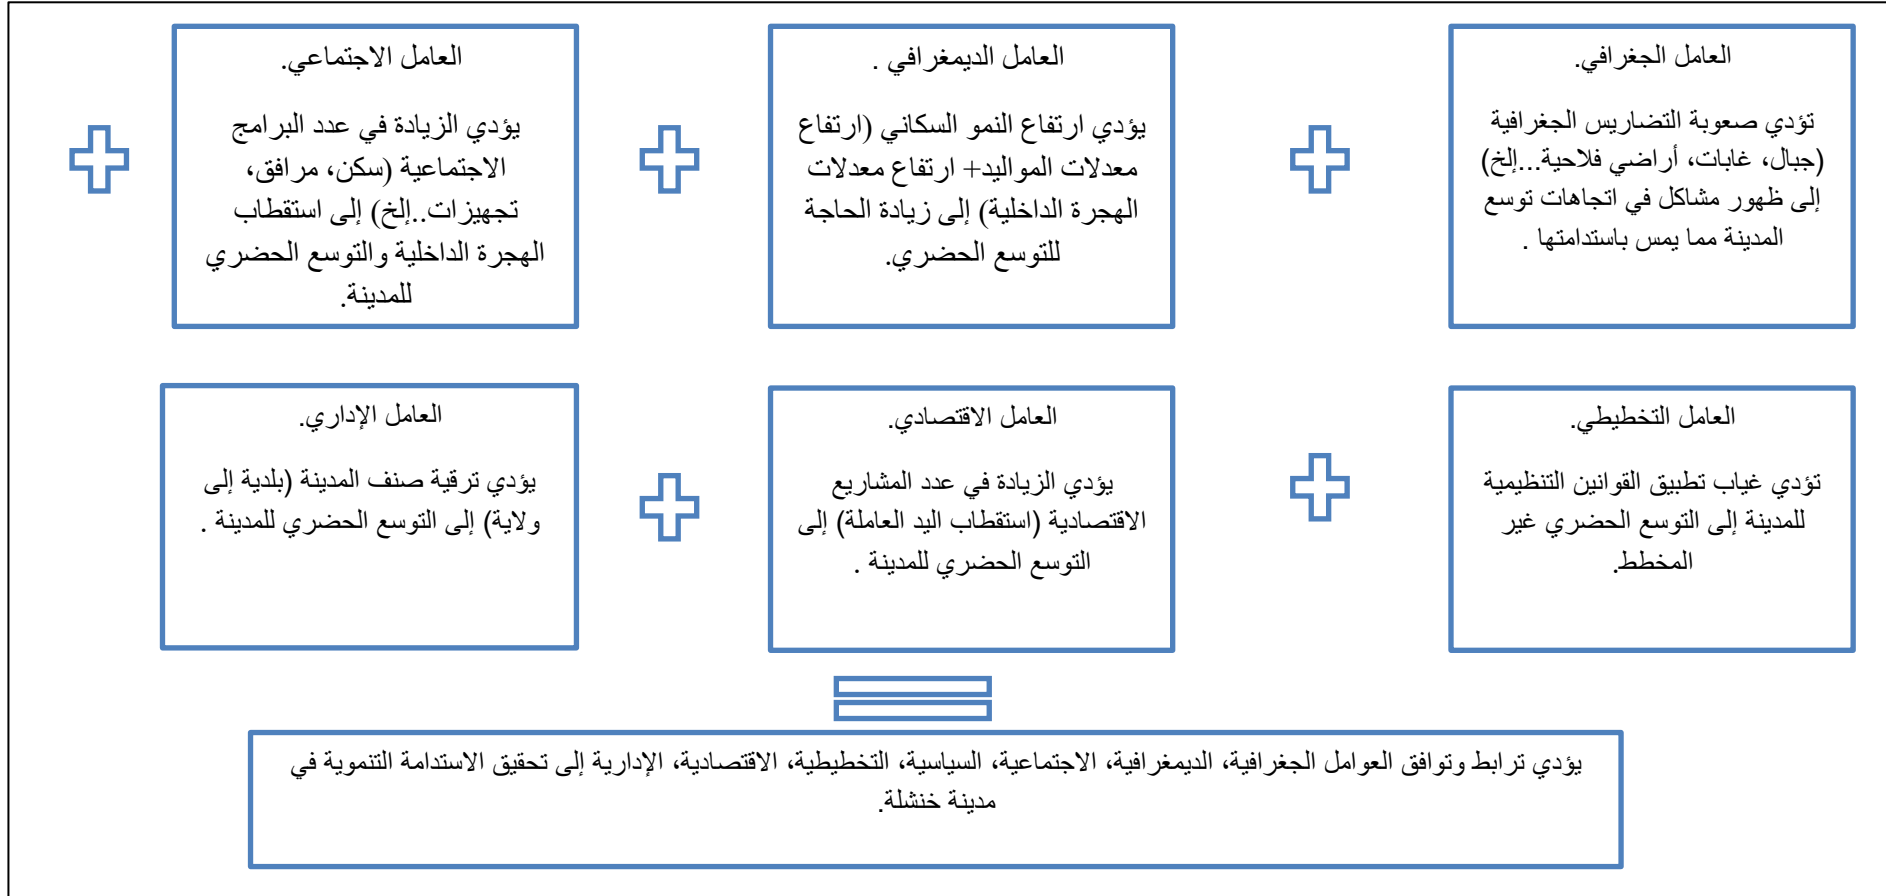 العامل الجغرافي.
تؤدي صعوبة التضاريس الجغرافية
(جبال، غابات، أراضي فلاحية...إلخ)
إلى ظهور مشاكل في اتجاهات توسع
المدينة مما يمس باستدامتها .
العامل الديمغرافي .
يؤدي ارتفاع النمو السكاني (ارتفاع
معدلات المواليد+ ارتفاع معدلات
الهجرة الداخلية) إلى زيادة الحاجة
للتوسع الحضري.
العامل الاجتماعي.
يؤدي الزيادة في عدد البرامج
الاجتماعية (سكن، مرافق،
تجهيزات..إلخ) إلى استقطاب
الهجرة الداخلية والتوسع الحضري
للمدينة.
العامل التخطيطي.
تؤدي غياب تطبيق القوانين التنظيمية
للمدينة إلى التوسع الحضري غير
المخطط.
العامل الاقتصادي.
يؤدي الزيادة في عدد المشاريع
الاقتصادية (استقطاب اليد العاملة) إلى
التوسع الحضري للمدينة .
العامل الإداري.
يؤدي ترقية صنف المدينة (بلدية إلى
ولاية) إلى التوسع الحضري للمدينة .
يؤدي ترابط وتوافق العوامل الجغرافية، الديمغرافية، الاجتماعية، السياسية، التخطيطية، الاقتصادية، الإدارية إلى تحقيق الاستدامة التنموية في
مدينة خنشلة.